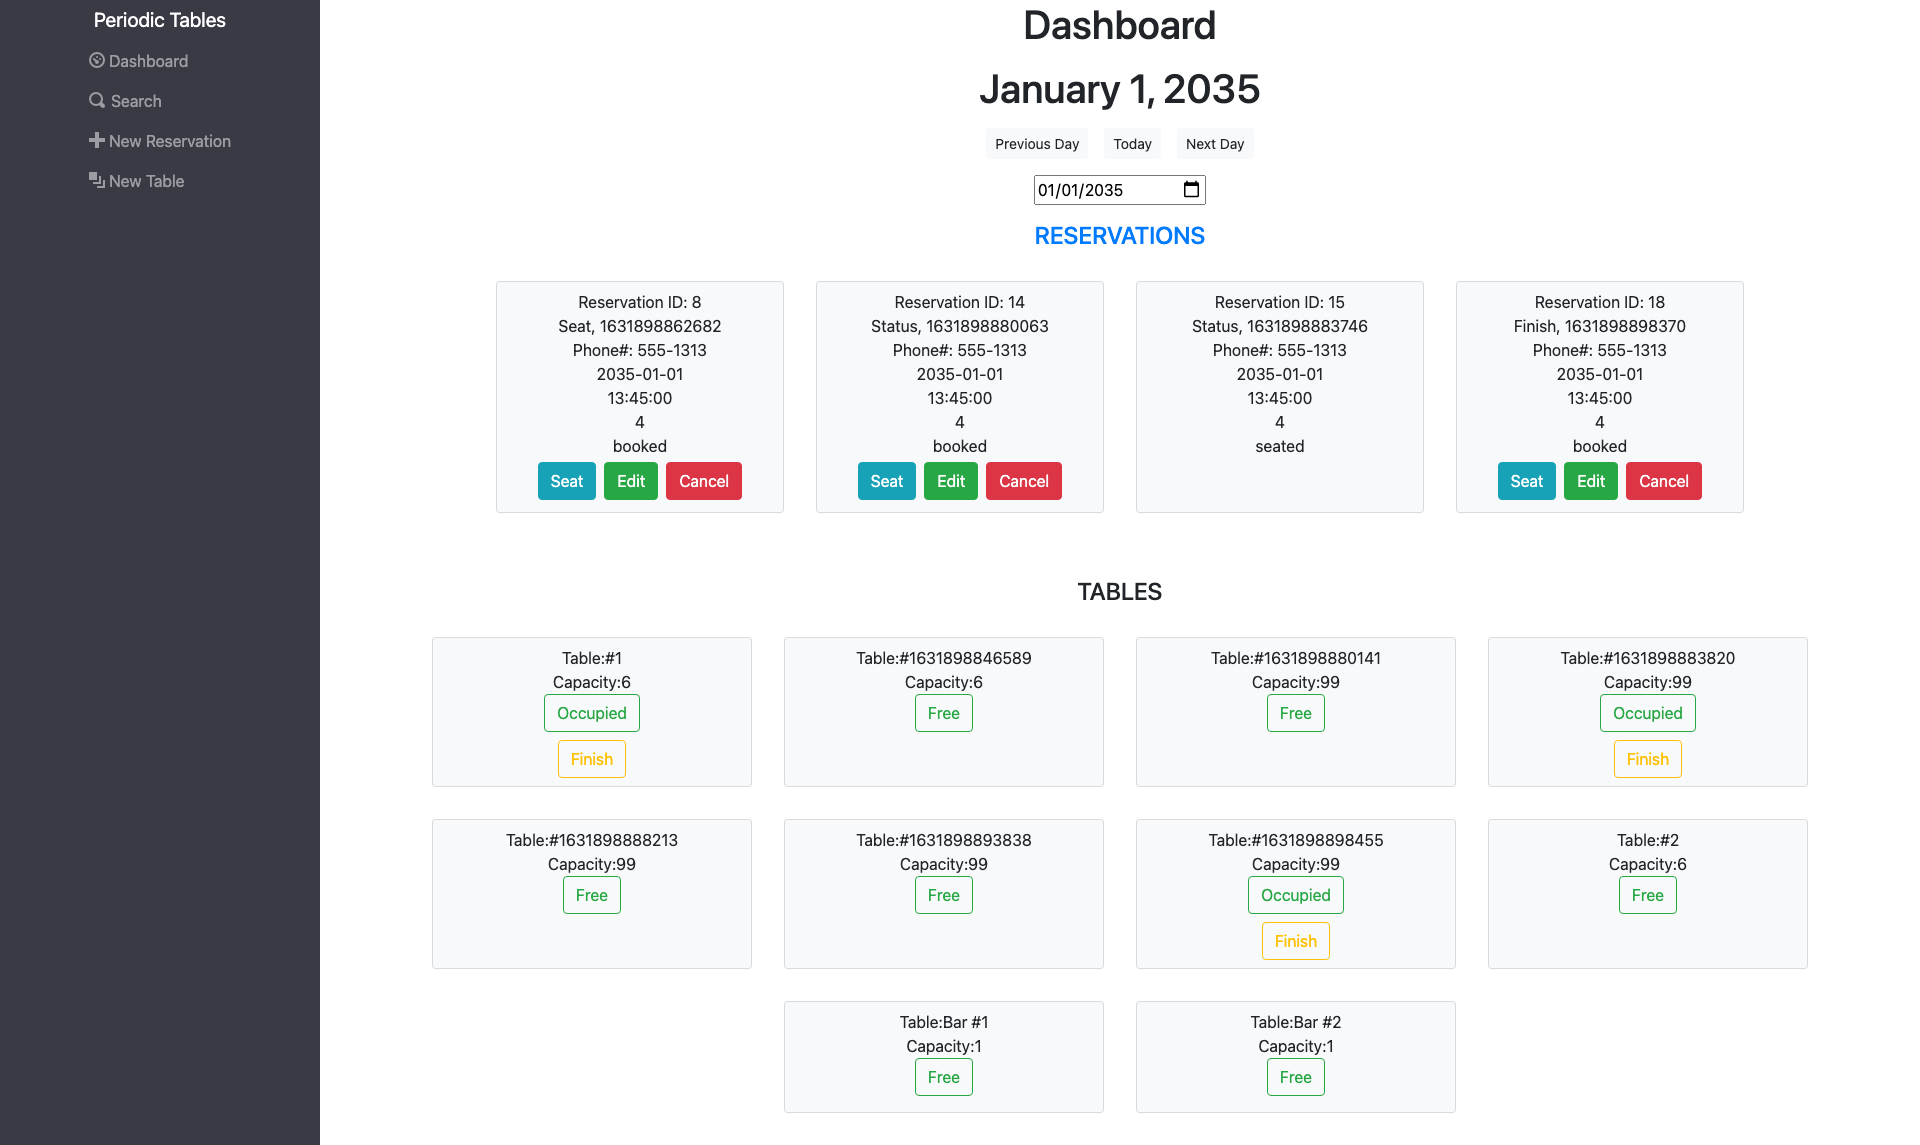 Periodic Tables
Dashboard
Search
New Reservation
New Table
Dashboard
January 1, 2035
Previous Day Today Next Day
01/01/2035
RESERVATIONS
Reservation ID: 8
Seat, 1631898862682
Phone#: 555-1313
2035-01-01
13:45:00
4
booked
Seat Edit Cancel
Reservation ID: 14
Status, 1631898880063
Phone#: 555-1313
2035-01-01
13:45:00
4
booked
Seat Edit Cancel
Reservation ID: 15
Status, 1631898883746
Phone#: 555-1313
2035-01-01
13:45:00
4
seated
Reservation ID: 18
Finish, 1631898898370
Phone#: 555-1313
2035-01-01
13:45:00
4
booked
Seat Edit Cancel
TABLES
Table:#1
Capacity:6
Occupied
Finish
Table:#1631898846589
Capacity:6
Free
Table:#1631898880141
Capacity:99
Free
Table:#1631898883820
Capacity:99
Occupied
Finish
Table:#1631898888213
Capacity:99
Free
Table:#1631898893838
Capacity:99
Free
Table:#1631898898455
Capacity:99
Occupied
Finish
Table:#2
Capacity:6
Free
Table:Bar #1
Capacity:1
Free
Table:Bar #2
Capacity:1
Free